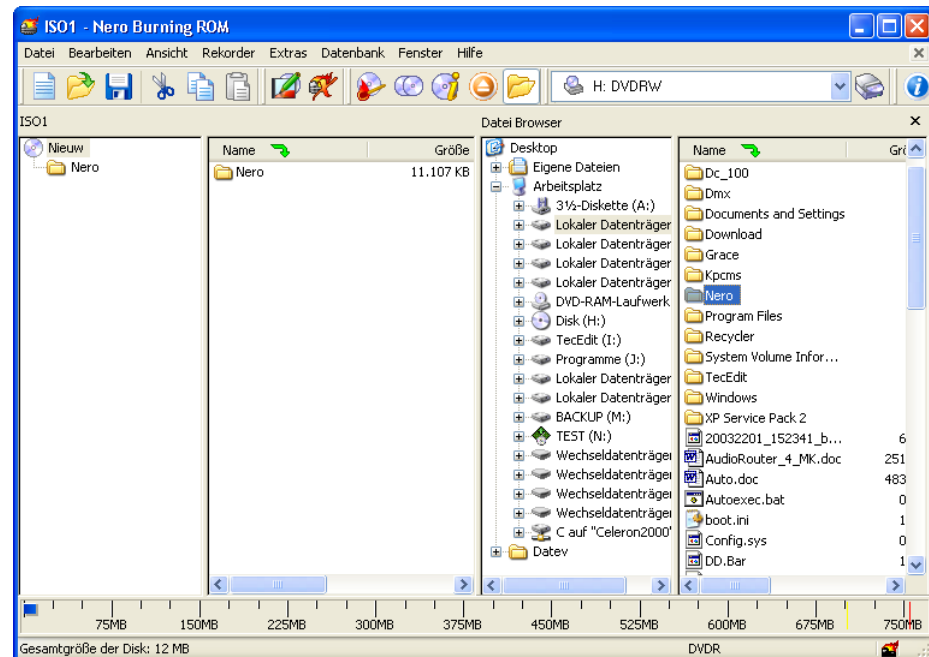 ISO1 - Nero Burning ROM
Datei Bearbeiten Ansicht Rekorder Extras Datenbank Fenster Hilfe
H: DVDRW
ISO1
Nieuw
Nero
Name Größe
Nero 11.107 KB
Datei Browser
Desktop
Eigene Dateien
Arbeitsplatz
3½-Diskette (A:)
Lokaler Datenträger
Lokaler Datenträger
Lokaler Datenträger
Lokaler Datenträger
DVD-RAM-Laufwerk
Disk (H:)
TecEdit (I:)
Programme (J:)
Lokaler Datenträger
Lokaler Datenträger
BACKUP (M:)
TEST (N:)
Wechseldatenträger
Wechseldatenträger
Wechseldatenträger
Wechseldatenträger
C auf "Celeron2000"
Datev
Name Grö
Dc_100
Dmx
Documents and Settings
Download
Grace
Kpcms
Nero
Program Files
Recycler
System Volume Infor...
TecEdit
Windows
XP Service Pack 2
20032201_152341_b... 6
AudioRouter_4_MK.doc 251
Auto.doc 483
Autoexec.bat 0
boot.ini 1
Config.sys 0
DD.Bar 1
75MB 150MB 225MB 300MB 375MB 450MB 525MB 600MB 675MB 750MB
Gesamtgröße der Disk: 12 MB DVDR